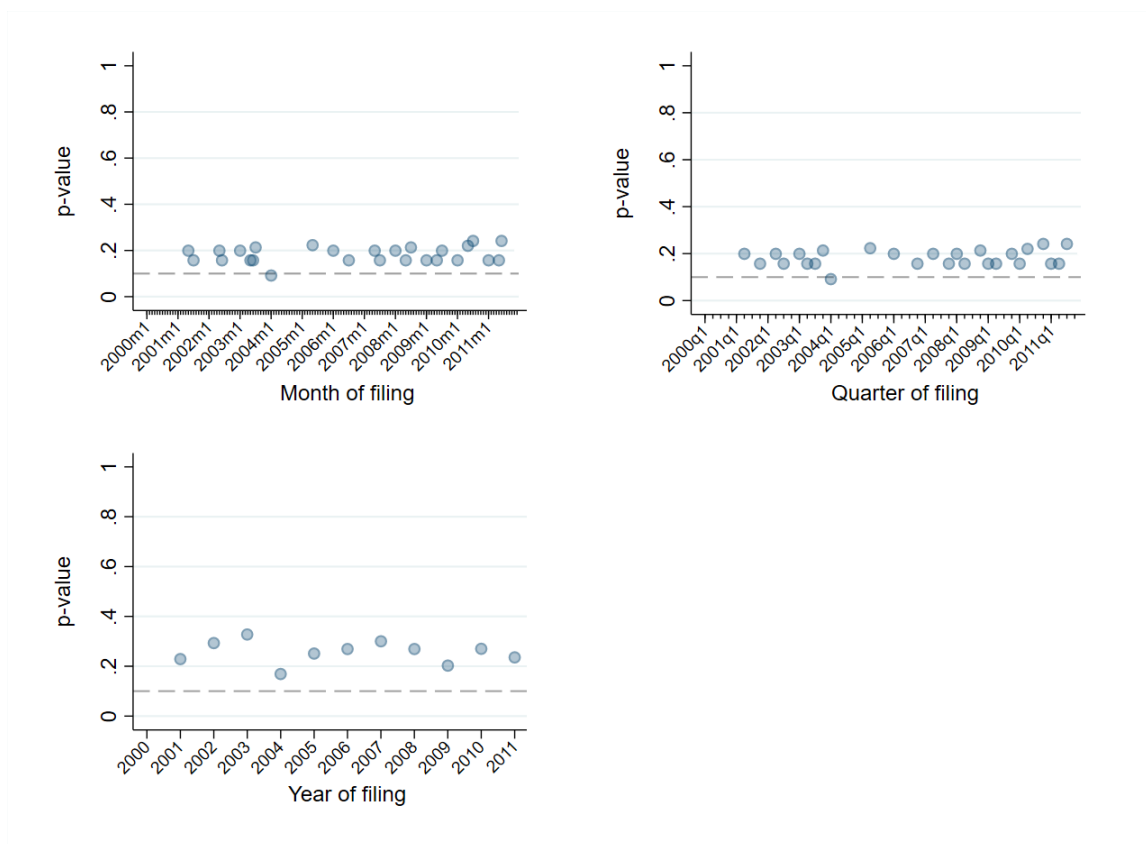 p-value
1
.8
.6
.4
.2
0
2000m1
2001m1
2002m1
2003m1
2004m1
2005m1
2006m1
2007m1
2008m1
2009m1
2010m1
2011m1
Month of filing
p-value
1
.8
.6
.4
.2
0
2000q1
2001q1
2002q1
2003q1
2004q1
2005q1
2006q1
2007q1
2008q1
2009q1
2010q1
2011q1
Quarter of filing
p-value
1
.8
.6
.4
.2
0
2000
2001
2002
2003
2004
2005
2006
2007
2008
2009
2010
2011
Year of filing